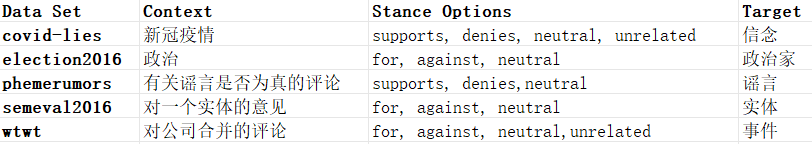 Data Set Context Stance Options Target
covid-lies 新冠疫情 supports, denies, neutral, unrelated 信念
election2016 政治 for, against, neutral 政治家
phemerumors 有关谣言是否为真的评论 supports, denies,neutral 谣言
semeval2016 对一个实体的意见 for, against, neutral 实体
wtwt 对公司合并的评论 for, against, neutral,unrelated 事件